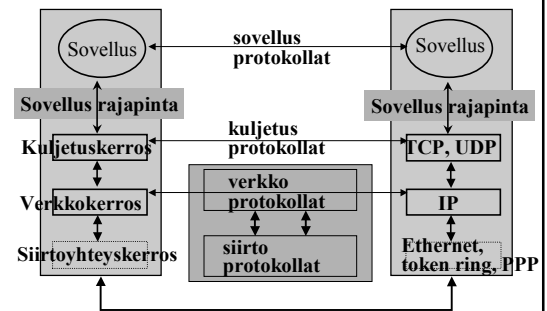 Sovellus
Sovellus rajapinta
Kuljetuskerros
Verkkokerros
Siirtoyhteyskerros
sovellus
protokollat
kuljetus
protokollat
verkko
protokollat
siirto
protokollat
Sovellus
Sovellus rajapinta
TCP, UDP
IP
Ethernet,
token ring, PPP